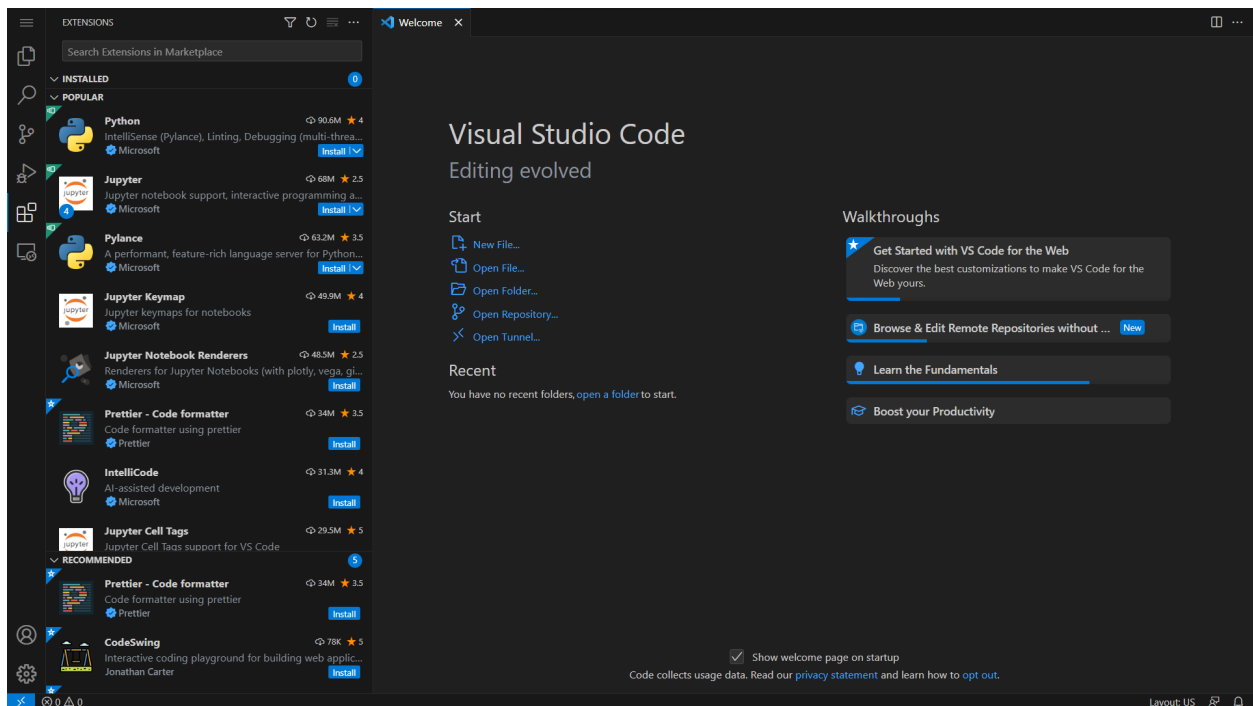 EXTENSIONS
Search Extensions in Marketplace
INSTALLED 0
POPULAR
Python 90.6M ★ 4
IntelliSense (Pylance), Linting, Debugging (multi-threa...
Microsoft Install
jupyter
4
Jupyter 68M ★ 2.5
Jupyter notebook support, interactive programming a...
Microsoft Install
Pylance 63.2M ★ 3.5
A performant, feature-rich language server for Python...
Microsoft Install
jupyter
Jupyter Keymap 49.9M ★ 4
Jupyter keymaps for notebooks
Microsoft Install
Jupyter Notebook Renderers 48.5M ★ 2.5
Renderers for Jupyter Notebooks (with plotly, vega, gi...
Microsoft Install
Prettier - Code formatter 34M ★ 3.5
Code formatter using prettier
Prettier Install
IntelliCode 31.3M ★ 4
AI-assisted development
Microsoft Install
jupyter
Jupyter Cell Tags 29.5M ★ 5
Jupyter Cell Tags support for VS Code
RECOMMENDED 5
Prettier - Code formatter 34M ★ 3.5
Code formatter using prettier
Prettier Install
CodeSwing 78K ★ 5
Interactive coding playground for building web applic...
Jonathan Carter Install
Welcome
Visual Studio Code
Editing evolved
Start
New File...
Open File...
Open Folder...
Open Repository...
Open Tunnel...
Recent
You have no recent folders, open a folder to start.
Walkthroughs
Get Started with VS Code for the Web
Discover the best customizations to make VS Code for the
Web yours.
Browse & Edit Remote Repositories without ... New
Learn the Fundamentals
Boost your Productivity
Show welcome page on startup
Code collects usage data. Read our privacy statement and learn how to opt out.
0 0
Layout: US